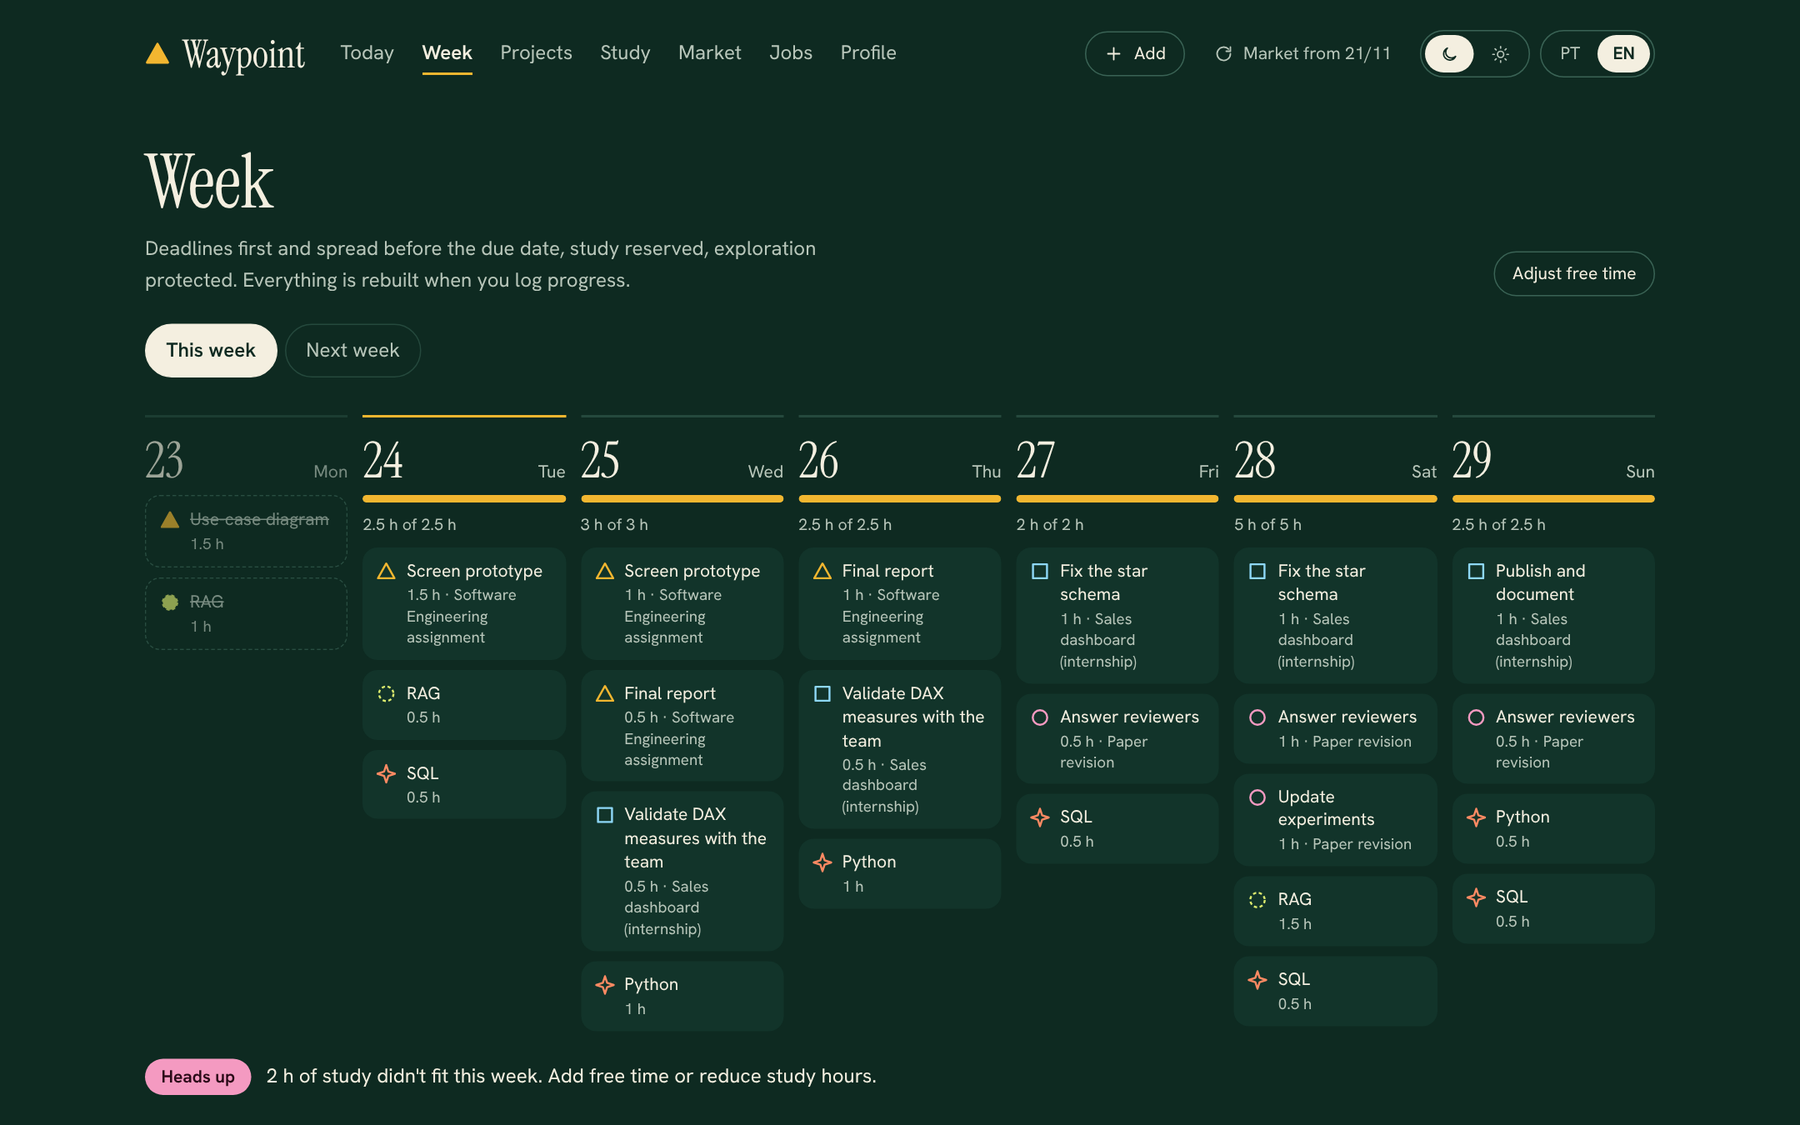 Waypoint
Today
Week
Projects
Study
Market
Jobs
Profile
Add
Market from 21/11
PT
EN
Week
Deadlines first and spread before the due date, study reserved, exploration
protected. Everything is rebuilt when you log progress.
Adjust free time
This week
Next week
23
Mon
Use-case diagram
1.5 h
RAG
1 h
24
Tue
2.5 h of 2.5 h
Screen prototype
1.5 h · Software
Engineering
assignment
RAG
0.5 h
SQL
0.5 h
25
Wed
3 h of 3 h
Screen prototype
1 h · Software
Engineering
assignment
Final report
0.5 h · Software
Engineering
assignment
Validate DAX
measures with the
team
0.5 h · Sales
dashboard
(internship)
Python
1 h
26
Thu
2.5 h of 2.5 h
Final report
1 h · Software
Engineering
assignment
Validate DAX
measures with the
team
0.5 h · Sales
dashboard
(internship)
Python
1 h
27
Fri
2 h of 2 h
Fix the star
schema
1 h · Sales
dashboard
(internship)
Answer reviewers
0.5 h · Paper
revision
SQL
0.5 h
28
Sat
5 h of 5 h
Fix the star
schema
1 h · Sales
dashboard
(internship)
Answer reviewers
1 h · Paper revision
Update
experiments
1 h · Paper revision
RAG
1.5 h
SQL
0.5 h
29
Sun
2.5 h of 2.5 h
Publish and
document
1 h · Sales
dashboard
(internship)
Answer reviewers
0.5 h · Paper
revision
Python
0.5 h
SQL
0.5 h
Heads up
2 h of study didn't fit this week. Add free time or reduce study hours.